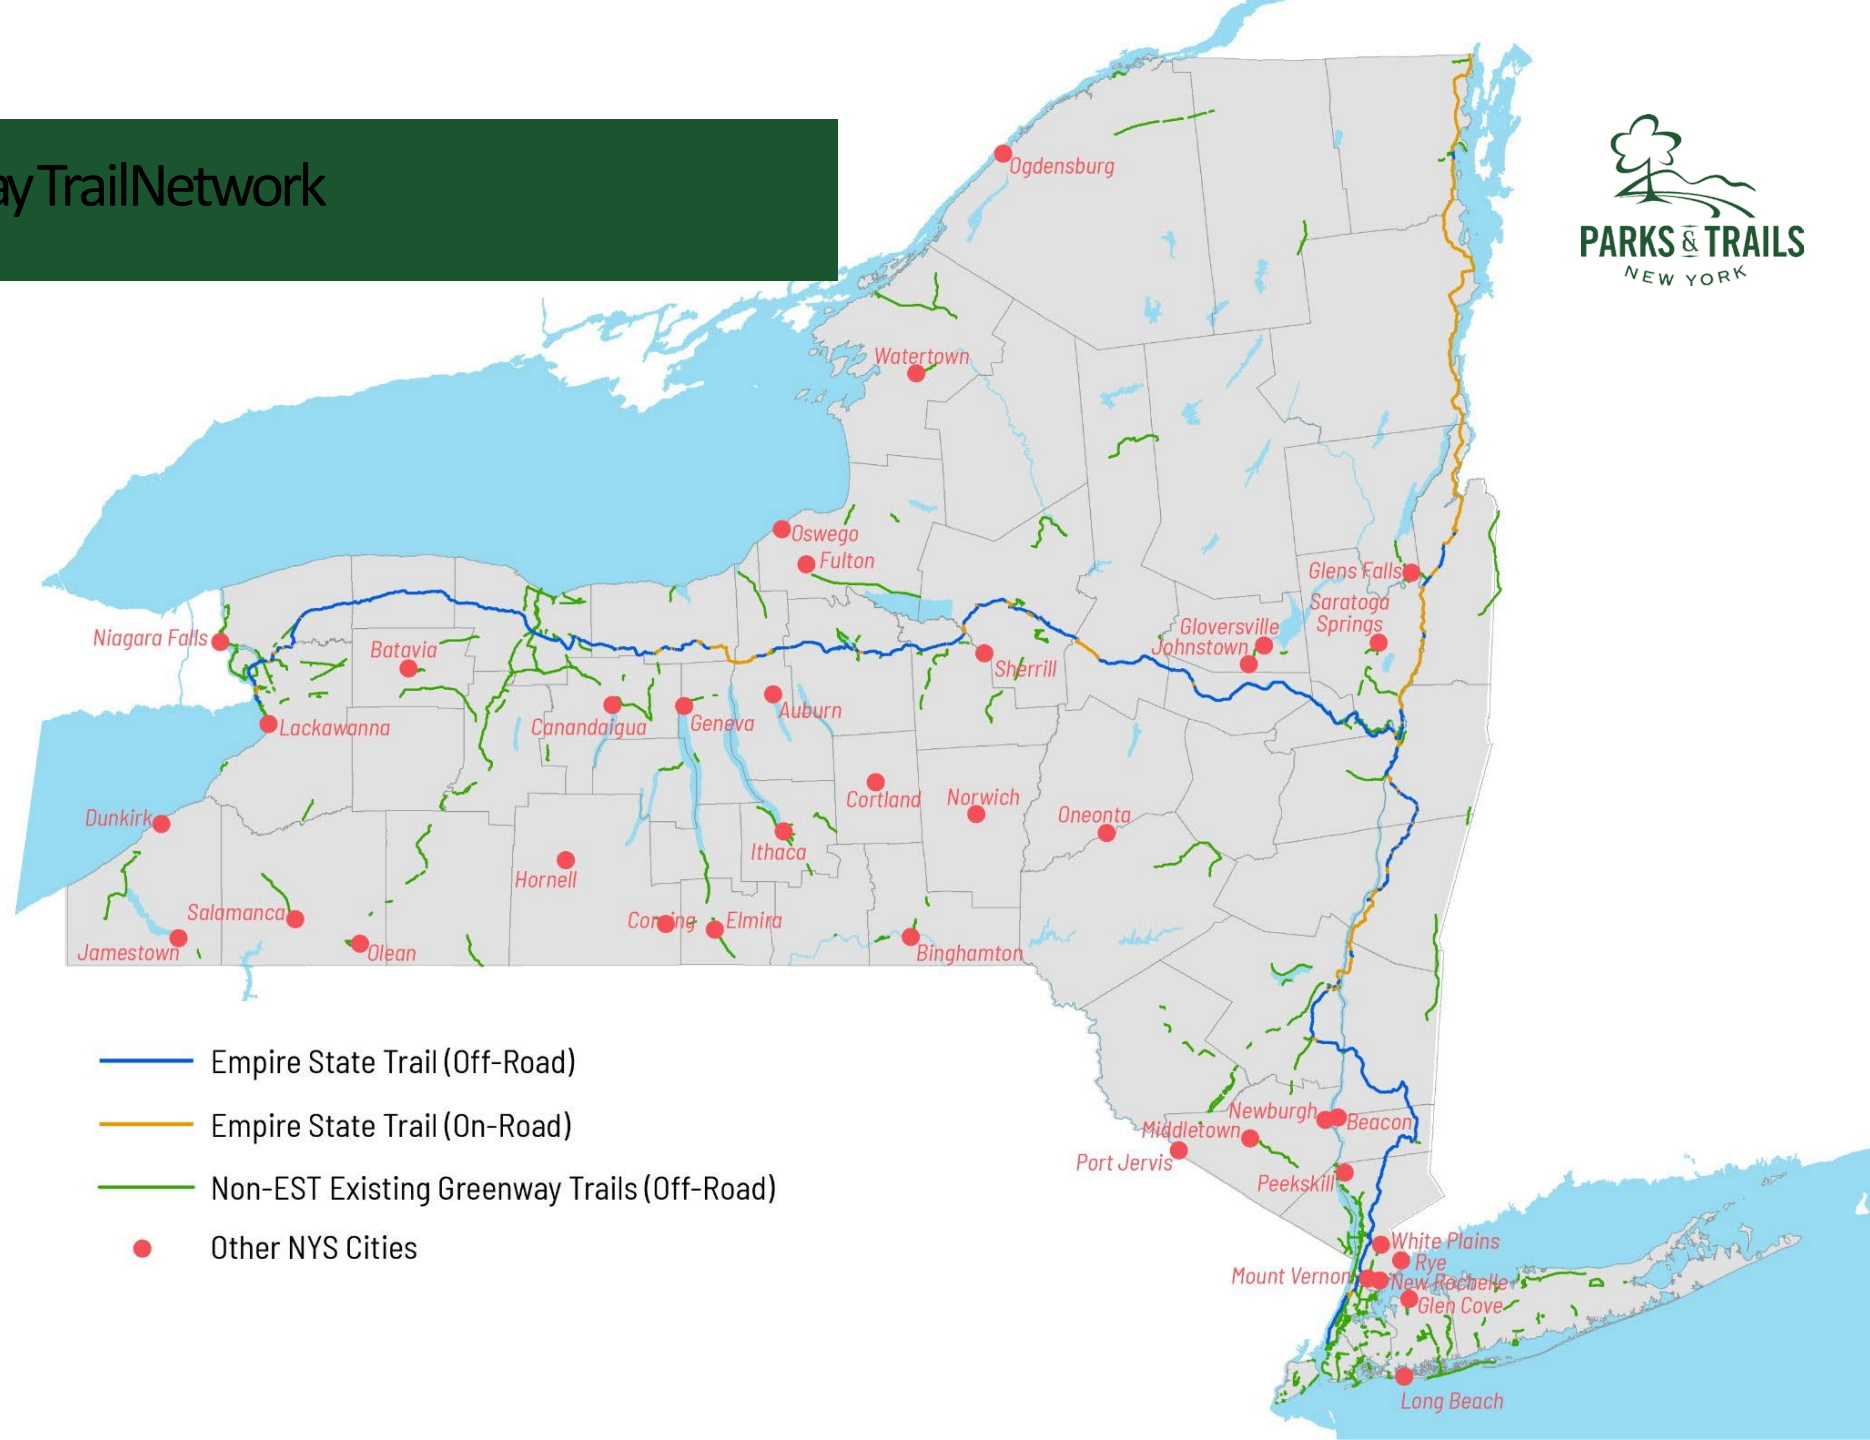 ay TrailNetwork
PARKS & TRAILS
NEW YORK
Ogdensburg
Watertown
Oswego
Fulton
Glens Falls
Saratoga
Springs
Gloversville
Johnstown
Niagara Falls
Batavia
Sherrill
Lackawanna
Canandaigua
Geneva
Auburn
Dunkirk
Cortland
Norwich
Oneonta
Ithaca
Hornell
Salamanca
Corning
Elmira
Jamestown
Olean
Binghamton
Empire State Trail (Off-Road)
Empire State Trail (On-Road)
Non-EST Existing Greenway Trails (Off-Road)
Other NYS Cities
Newburgh
Beacon
Middletown
Port Jervis
Peekskill
White Plains
Rye
Mount Vernon
New Rochelle
Glen Cove
Long Beach